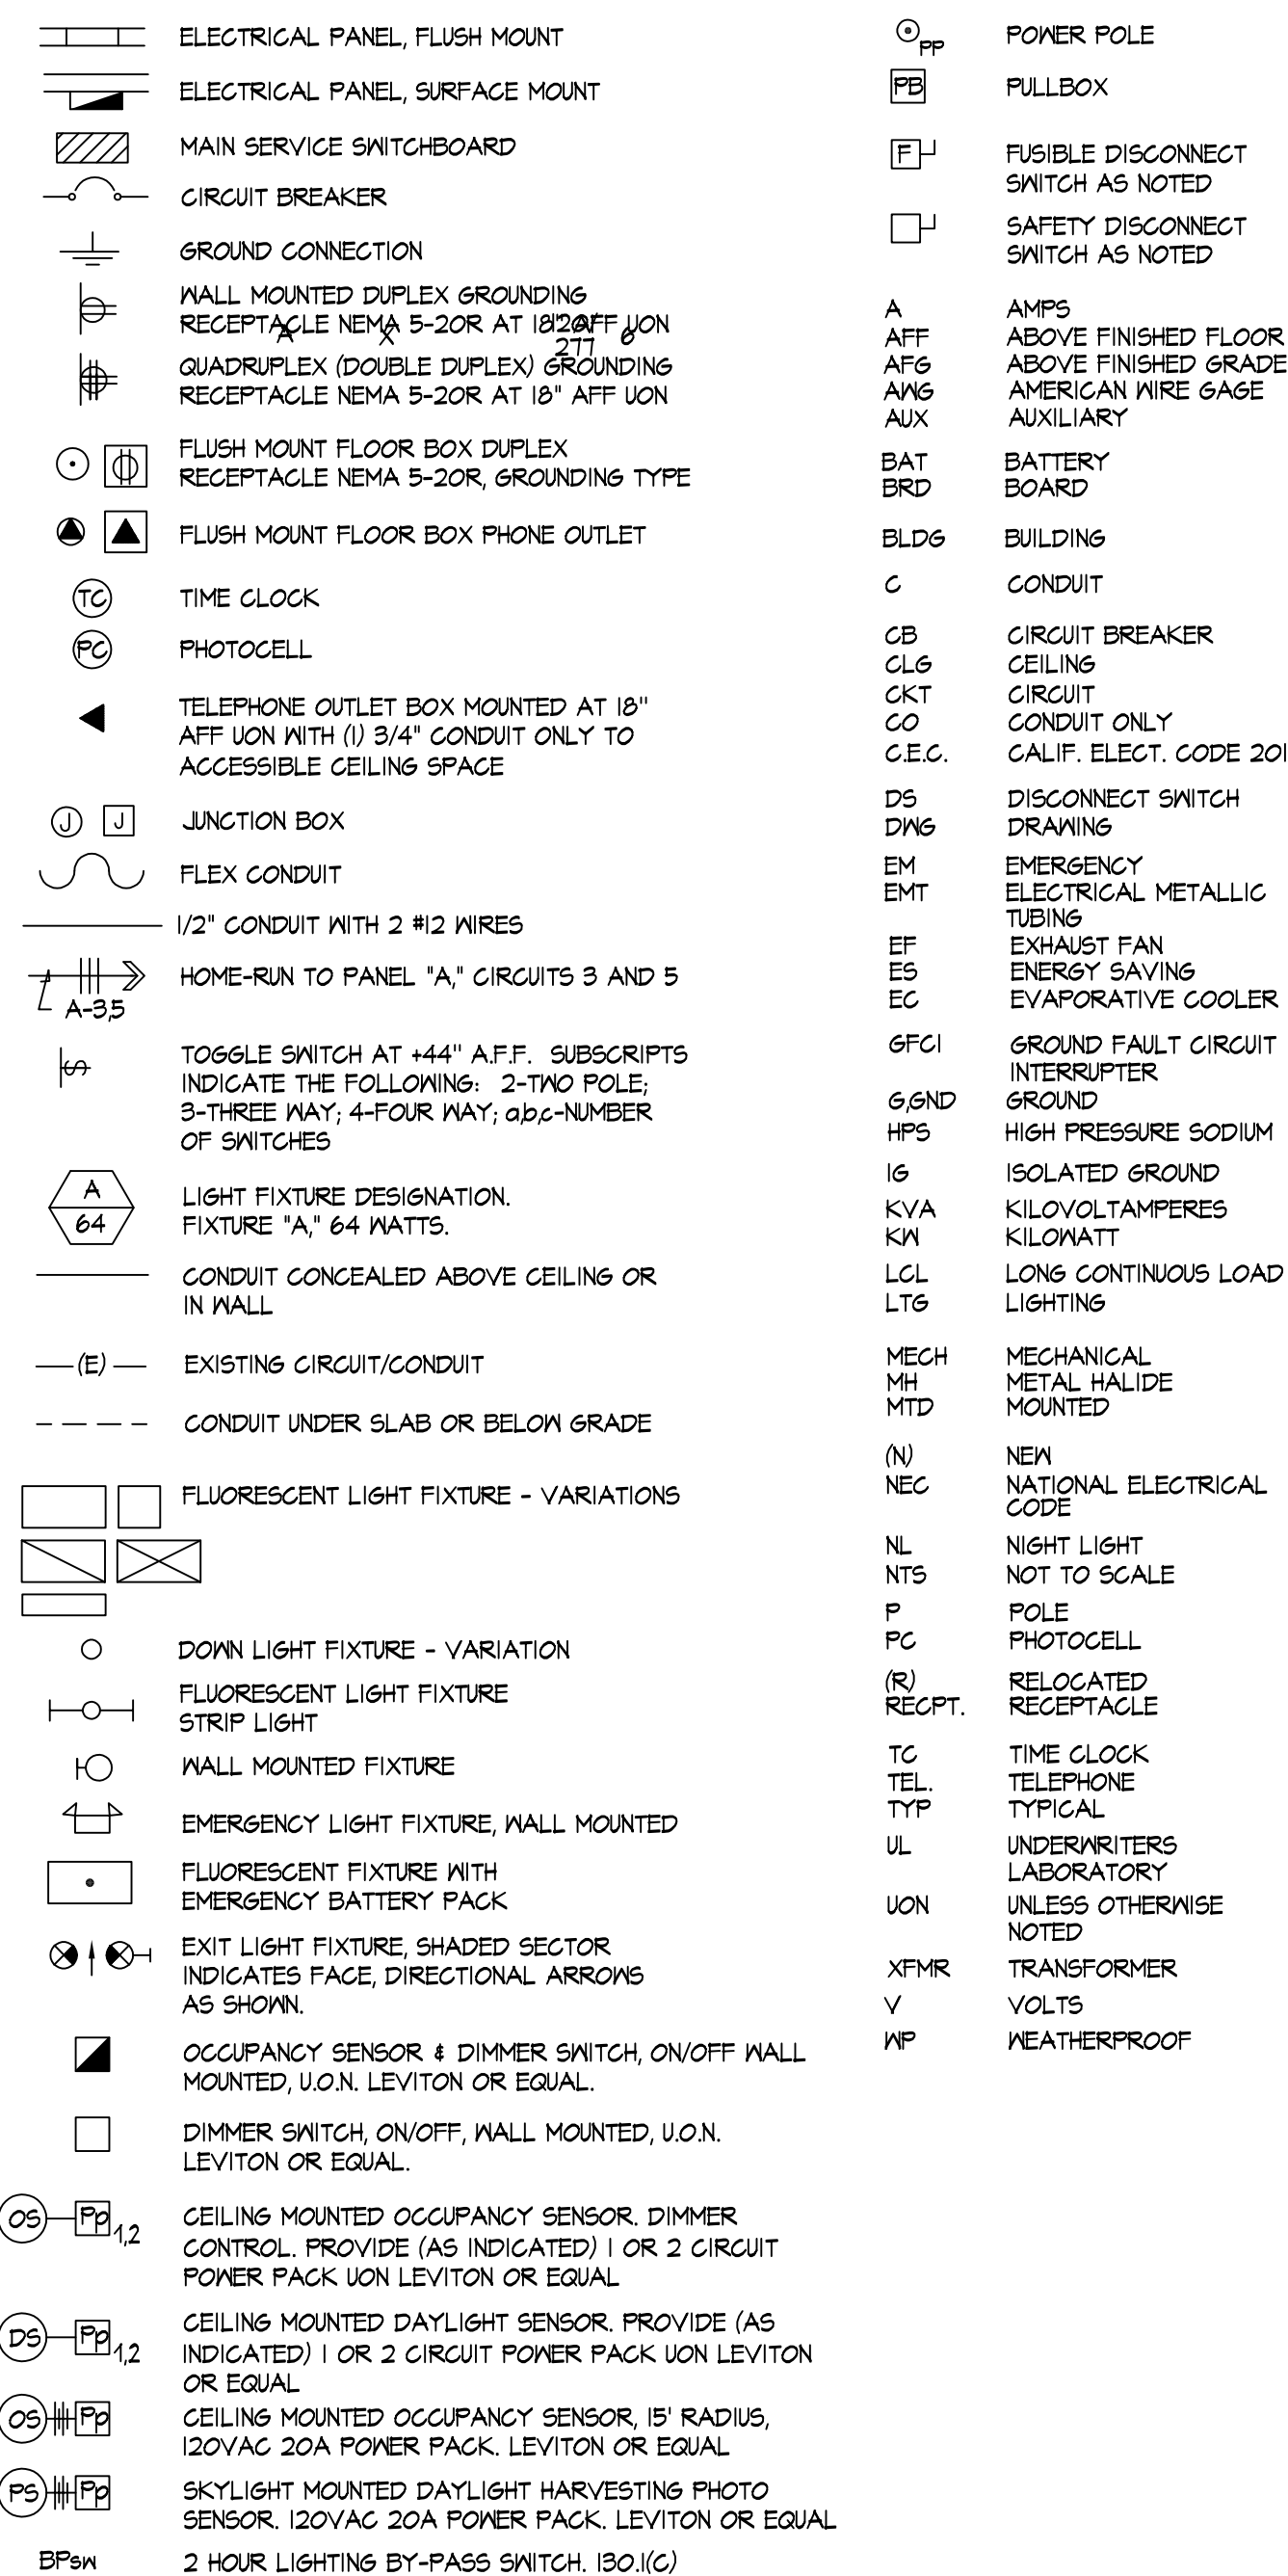 ELECTRICAL PANEL, FLUSH MOUNT
ELECTRICAL PANEL, SURFACE MOUNT
MAIN SERVICE SWITCHBOARD
CIRCUIT BREAKER
GROUND CONNECTION
WALL MOUNTED DUPLEX GROUNDING
RECEPTACLE NEMA 5-20R AT 18" AFF UON
A X 277 6
QUADRUPLEX (DOUBLE DUPLEX) GROUNDING
RECEPTACLE NEMA 5-20R AT 18" AFF UON
FLUSH MOUNT FLOOR BOX DUPLEX
RECEPTACLE NEMA 5-20R, GROUNDING TYPE
FLUSH MOUNT FLOOR BOX PHONE OUTLET
TC TIME CLOCK
PC PHOTOCELL
TELEPHONE OUTLET BOX MOUNTED AT 18"
AFF UON WITH (1) 3/4" CONDUIT ONLY TO
ACCESSIBLE CEILING SPACE
J J JUNCTION BOX
FLEX CONDUIT
1/2" CONDUIT WITH 2 #12 WIRES
HOME-RUN TO PANEL "A," CIRCUITS 3 AND 5
A-3,5
$ TOGGLE SWITCH AT +44" A.F.F. SUBSCRIPTS
INDICATE THE FOLLOWING: 2-TWO POLE;
3-THREE WAY; 4-FOUR WAY; a,b,c-NUMBER
OF SWITCHES
A
64
LIGHT FIXTURE DESIGNATION.
FIXTURE "A," 64 WATTS.
CONDUIT CONCEALED ABOVE CEILING OR
IN WALL
(E) EXISTING CIRCUIT/CONDUIT
CONDUIT UNDER SLAB OR BELOW GRADE
FLUORESCENT LIGHT FIXTURE - VARIATIONS
DOWN LIGHT FIXTURE - VARIATION
FLUORESCENT LIGHT FIXTURE
STRIP LIGHT
WALL MOUNTED FIXTURE
EMERGENCY LIGHT FIXTURE, WALL MOUNTED
FLUORESCENT FIXTURE WITH
EMERGENCY BATTERY PACK
EXIT LIGHT FIXTURE, SHADED SECTOR
INDICATES FACE, DIRECTIONAL ARROWS
AS SHOWN.
OCCUPANCY SENSOR & DIMMER SWITCH, ON/OFF WALL
MOUNTED, U.O.N. LEVITON OR EQUAL.
DIMMER SWITCH, ON/OFF, WALL MOUNTED, U.O.N.
LEVITON OR EQUAL.
OS Pp 1,2 CEILING MOUNTED OCCUPANCY SENSOR. DIMMER
CONTROL. PROVIDE (AS INDICATED) 1 OR 2 CIRCUIT
POWER PACK UON LEVITON OR EQUAL
DS Pp 1,2 CEILING MOUNTED DAYLIGHT SENSOR. PROVIDE (AS
INDICATED) 1 OR 2 CIRCUIT POWER PACK UON LEVITON
OR EQUAL
OS Pp CEILING MOUNTED OCCUPANCY SENSOR, 15' RADIUS,
120VAC 20A POWER PACK. LEVITON OR EQUAL
PS Pp SKYLIGHT MOUNTED DAYLIGHT HARVESTING PHOTO
SENSOR. 120VAC 20A POWER PACK. LEVITON OR EQUAL
BPSW 2 HOUR LIGHTING BY-PASS SWITCH. 130.1(C)
PP POWER POLE
PB PULLBOX
F FUSIBLE DISCONNECT
SWITCH AS NOTED
SAFETY DISCONNECT
SWITCH AS NOTED
A AMPS
AFF ABOVE FINISHED FLOOR
AFG ABOVE FINISHED GRADE
AWG AMERICAN WIRE GAGE
AUX AUXILIARY
BAT BATTERY
BRD BOARD
BLDG BUILDING
C CONDUIT
CB CIRCUIT BREAKER
CLG CEILING
CKT CIRCUIT
CO CONDUIT ONLY
C.E.C. CALIF. ELECT. CODE 201
DS DISCONNECT SWITCH
DWG DRAWING
EM EMERGENCY
EMT ELECTRICAL METALLIC
TUBING
EF EXHAUST FAN
ES ENERGY SAVING
EC EVAPORATIVE COOLER
GFCI GROUND FAULT CIRCUIT
INTERRUPTER
G,GND GROUND
HPS HIGH PRESSURE SODIUM
IG ISOLATED GROUND
KVA KILOVOLTAMPERES
KW KILOWATT
LCL LONG CONTINUOUS LOAD
LTG LIGHTING
MECH MECHANICAL
MH METAL HALIDE
MTD MOUNTED
(N) NEW
NEC NATIONAL ELECTRICAL
CODE
NL NIGHT LIGHT
NTS NOT TO SCALE
P POLE
PC PHOTOCELL
(R) RELOCATED
RECPT. RECEPTACLE
TC TIME CLOCK
TEL. TELEPHONE
TYP TYPICAL
UL UNDERWRITERS
LABORATORY
UON UNLESS OTHERWISE
NOTED
XFMR TRANSFORMER
V VOLTS
WP WEATHERPROOF